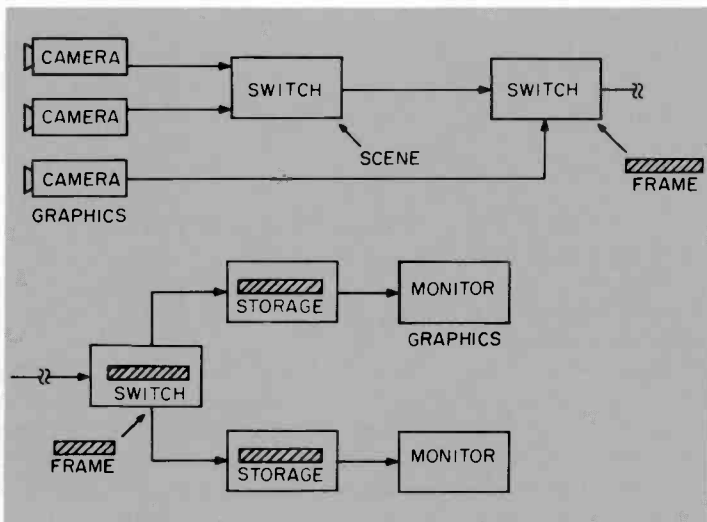 CAMERA
CAMERA
CAMERA
GRAPHICS
SWITCH
SCENE
SWITCH
FRAME
STORAGE
MONITOR
GRAPHICS
SWITCH
FRAME
STORAGE
MONITOR